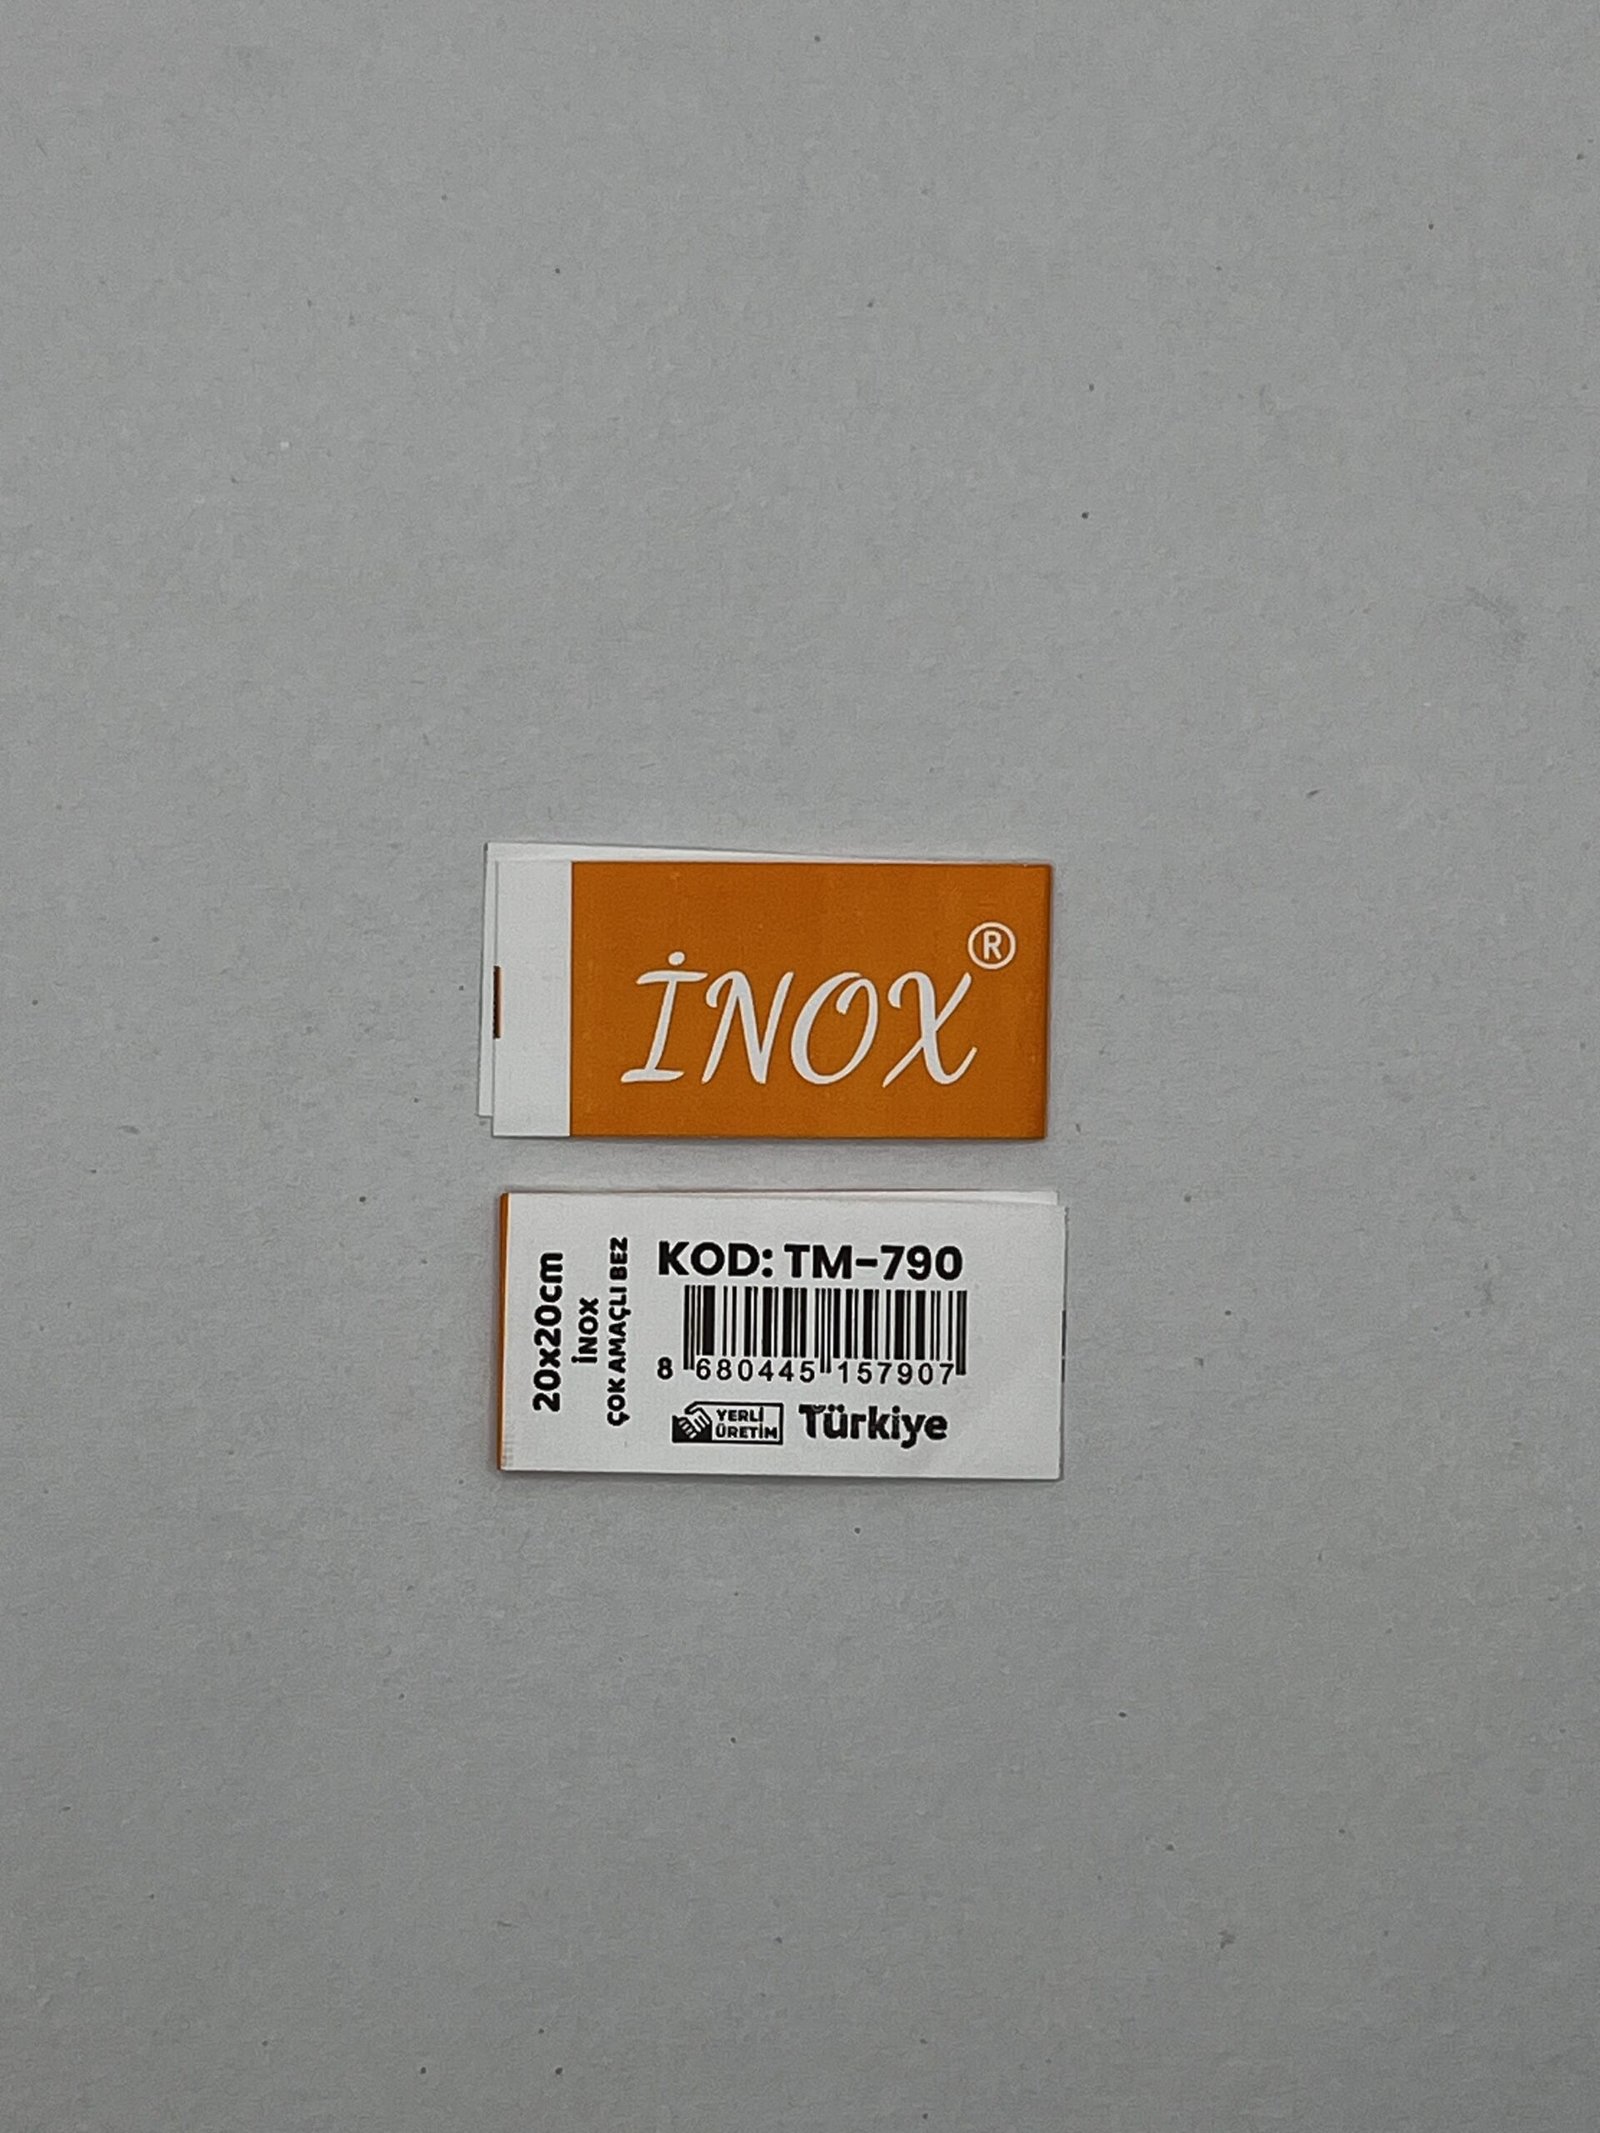 İNOX®
20x20cm
İNOX
ÇOK AMAÇLI BEZ
KOD: TM-790
8 680445 157907
YERLİ
ÜRETİM
Türkiye